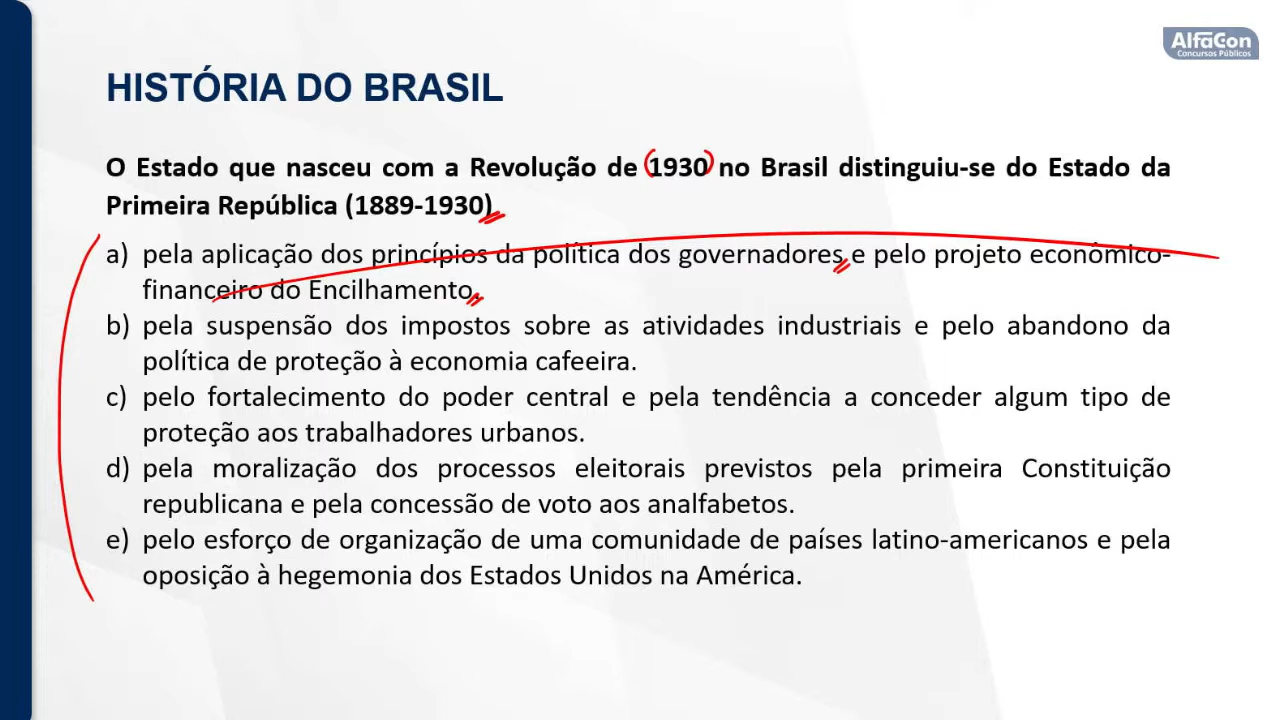 AlfaCon
Concursos Públicos
HISTÓRIA DO BRASIL
O Estado que nasceu com a Revolução de 1930 no Brasil distinguiu-se do Estado da
Primeira República (1889-1930)
a) pela aplicação dos princípios da política dos governadores e pelo projeto econômico-
financeiro do Encilhamento.
b) pela suspensão dos impostos sobre as atividades industriais e pelo abandono da
política de proteção à economia cafeeira.
c) pelo fortalecimento do poder central e pela tendência a conceder algum tipo de
proteção aos trabalhadores urbanos.
d) pela moralização dos processos eleitorais previstos pela primeira Constituição
republicana e pela concessão de voto aos analfabetos.
e) pelo esforço de organização de uma comunidade de países latino-americanos e pela
oposição à hegemonia dos Estados Unidos na América.